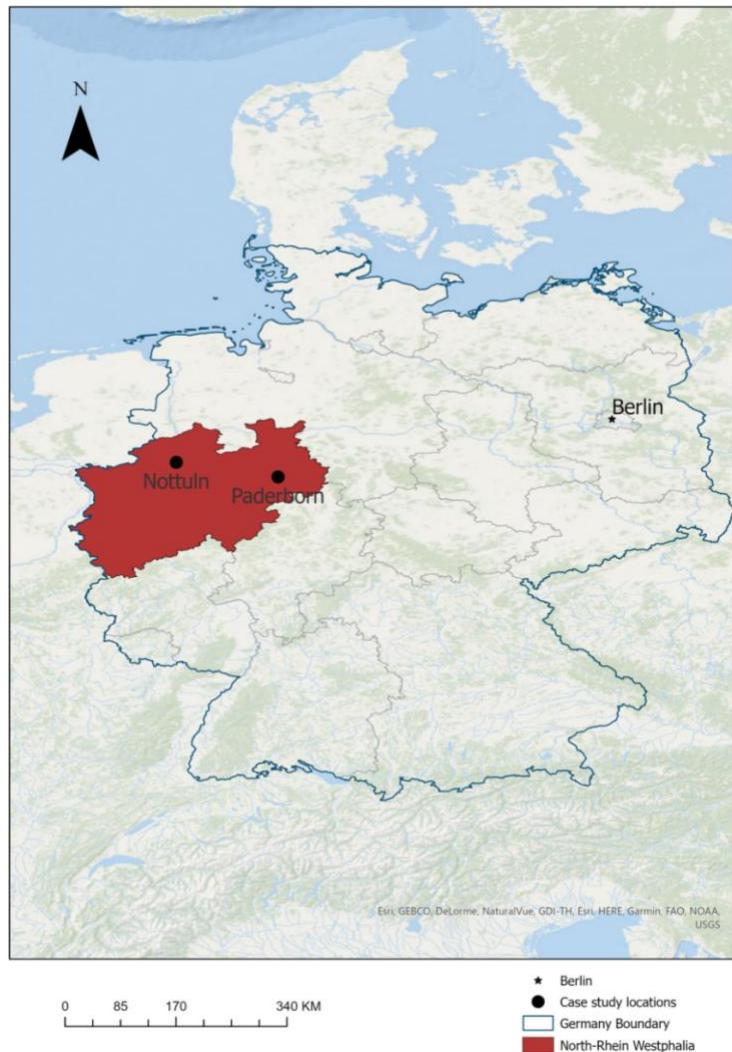 N
Berlin
Nottuln
Paderborn
Esri, GEBCO, DeLorme, NaturalVue, GDI-TH, Esri, HERE, Garmin, FAO, NOAA,
USGS
0 85 170 340 KM
Berlin
Case study locations
Germany Boundary
North-Rhein Westphalia